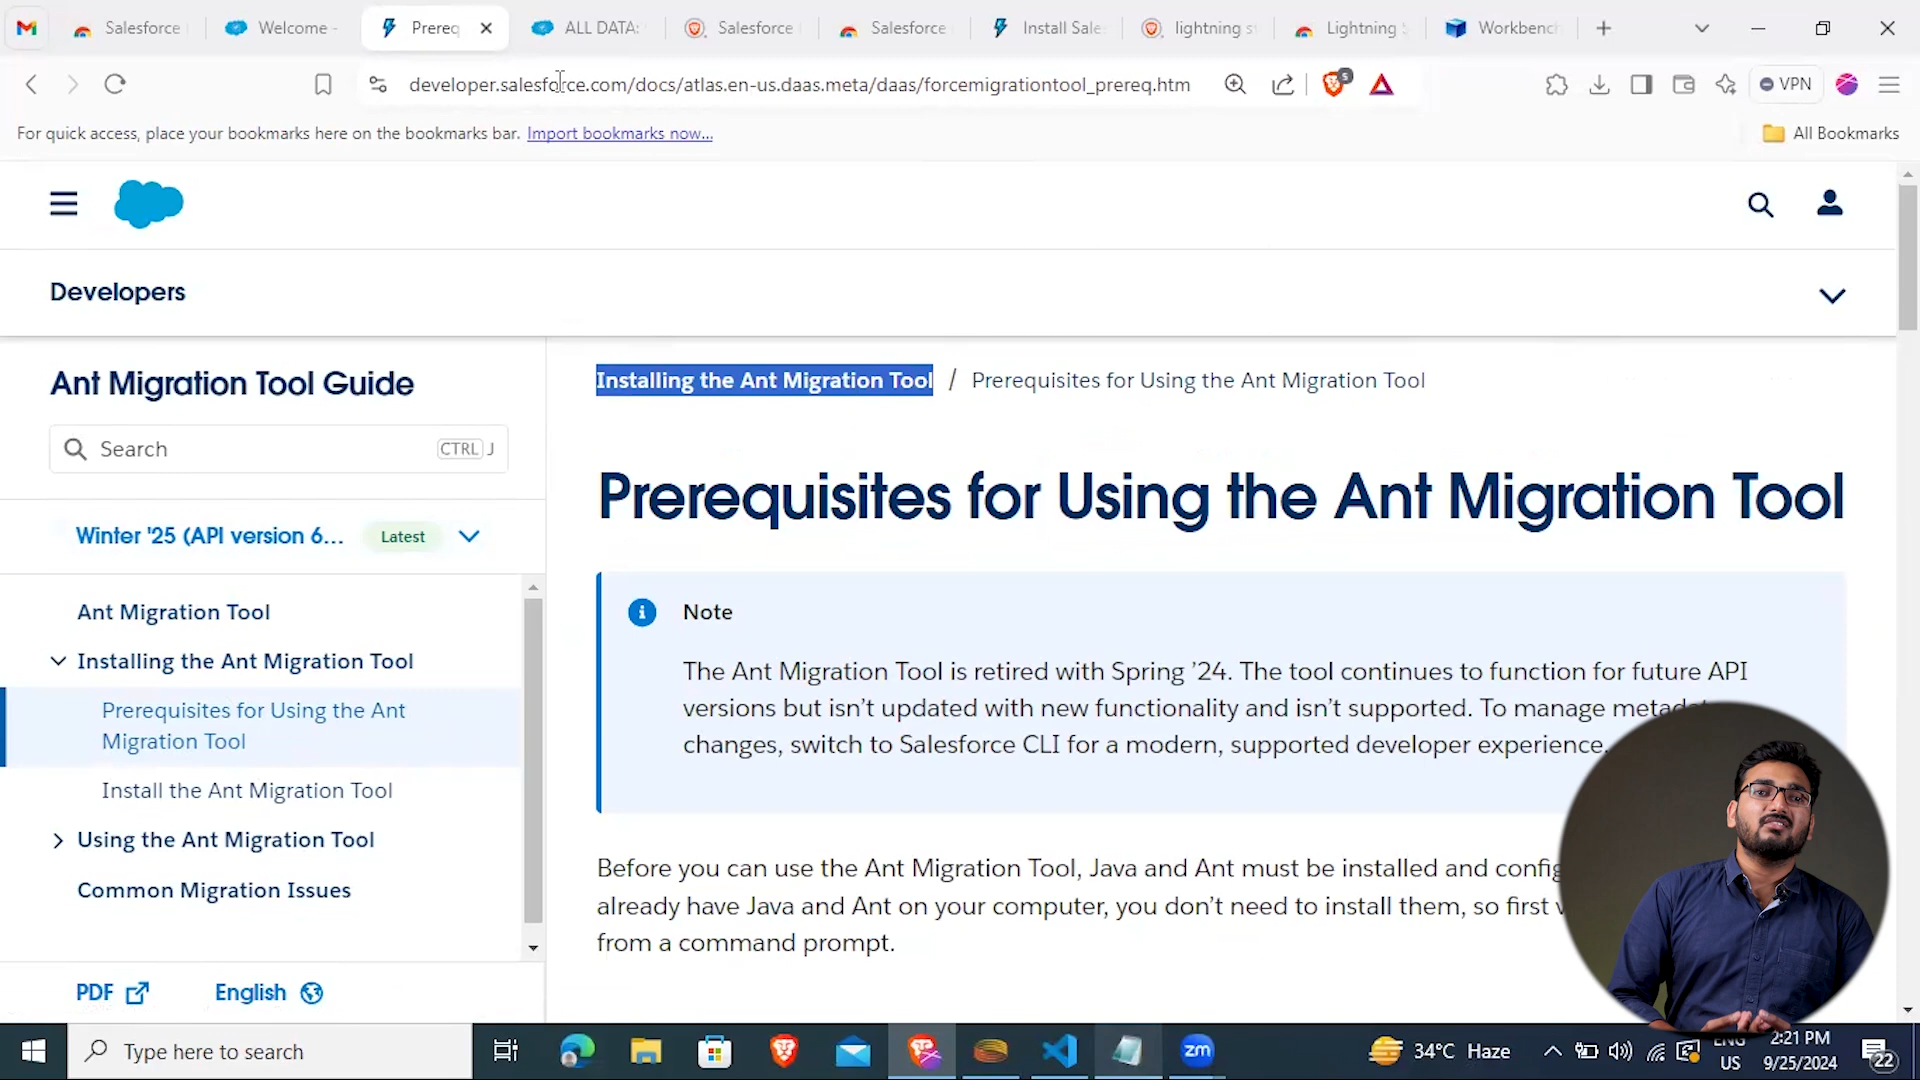 Salesforce
Welcome -
Prereq
ALL DATA:
Salesforce
Salesforce
Install Sale
lightning s
Lightning
Workbench
developer.salesforce.com/docs/atlas.en-us.daas.meta/daas/forcemigrationtool_prereq.htm
5
VPN
For quick access, place your bookmarks here on the bookmarks bar. Import bookmarks now...
All Bookmarks
Developers
Ant Migration Tool Guide
Search
CTRL J
Winter '25 (API version 6...
Latest
Ant Migration Tool
Installing the Ant Migration Tool
Prerequisites for Using the Ant
Migration Tool
Install the Ant Migration Tool
Using the Ant Migration Tool
Common Migration Issues
PDF
English
Installing the Ant Migration Tool / Prerequisites for Using the Ant Migration Tool
Prerequisites for Using the Ant Migration Tool
Note
The Ant Migration Tool is retired with Spring ’24. The tool continues to function for future API
versions but isn’t updated with new functionality and isn’t supported. To manage
changes, switch to Salesforce CLI for a modern, supported developer experience.
Before you can use the Ant Migration Tool, Java and Ant must be installed and
already have Java and Ant on your computer, you don’t need to install them, so first
from a command prompt.
Type here to search
zm
34°C Haze
ENG
US
2:21 PM
9/25/2024
22